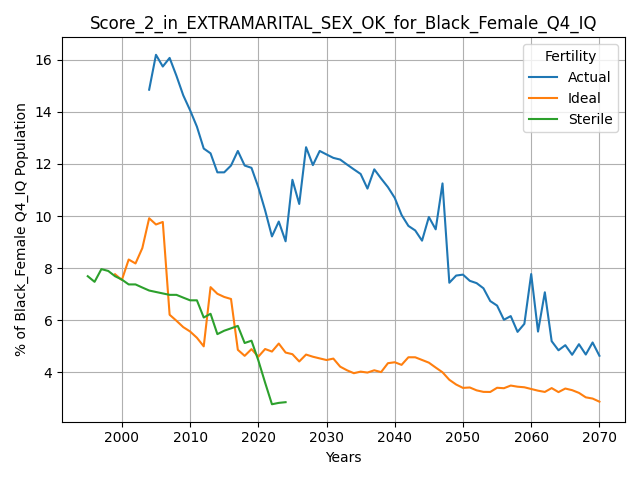 Score_2_in_EXTRAMARITAL_SEX_OK_for_Black_Female_Q4_IQ
% of Black_Female Q4_IQ Population
16
14
12
10
8
6
4
Fertility
Actual
Ideal
Sterile
2000 2010 2020 2030 2040 2050 2060 2070
Years